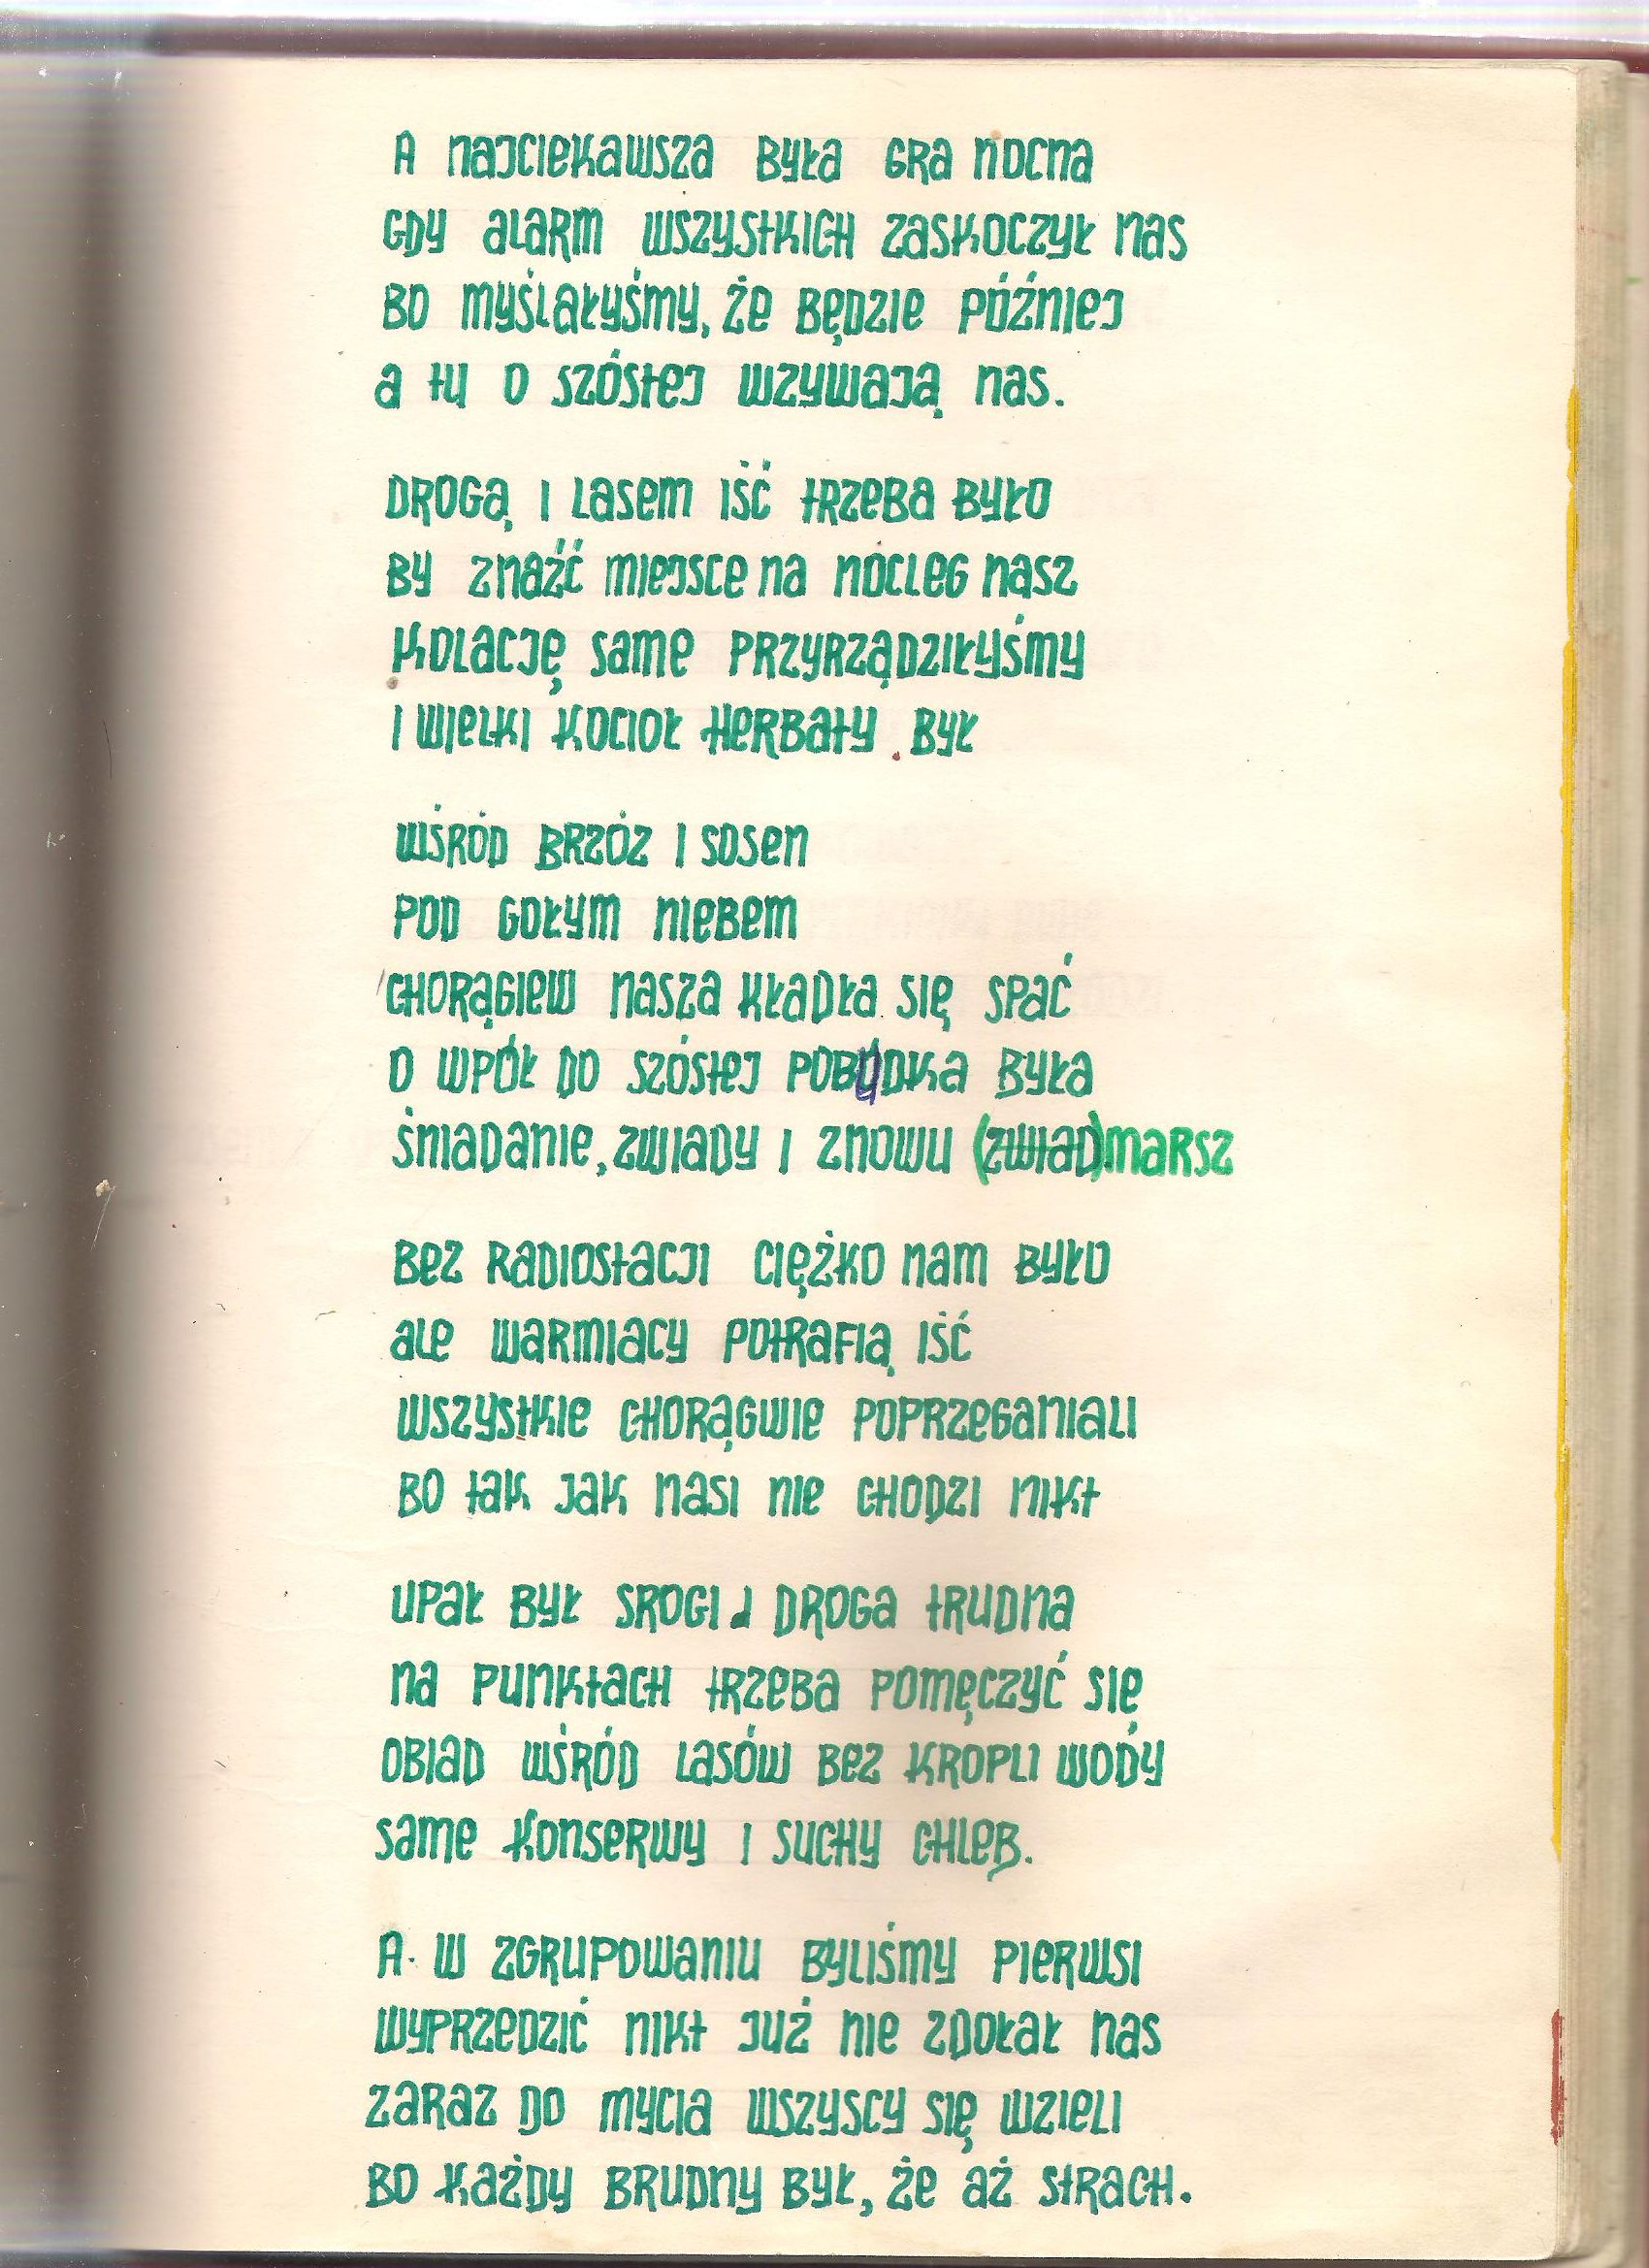 A najciekawsza była gra nocna
Gdy alarm wszystkich zaskoczył nas
Bo myślałyśmy, że będzie później
a tu o szóstej wzywają nas.
Drogą i lasem iść trzeba było
By znaźć miejsce na nocleg nasz
Kolację same przyrządziłyśmy
I wielki kocioł herbaty był
Wśród brzóz i sosen
Pod gołym niebem
Chorągiew nasza kładła się spać
O wpół do szóstej pobudka była
Śniadanie, zwiady i znowu (zwiad) marsz
Bez radiostacji ciężko nam było
ale warmiacy potrafią iść
Wszystkie chorągwie poprzeganiali
Bo tak jak nasi nie chodzi nikt
Upał był srogi i droga trudna
na punktach trzeba pomęczyć się
Obiad wśród lasów bez kropli wody
same konserwy i suchy chleb.
A w zgrupowaniu byliśmy pierwsi
Wyprzedzić nikt już nie zdołał nas
Zaraz do mycia wszyscy się wzieli
Bo każdy brudny był, że aż strach.